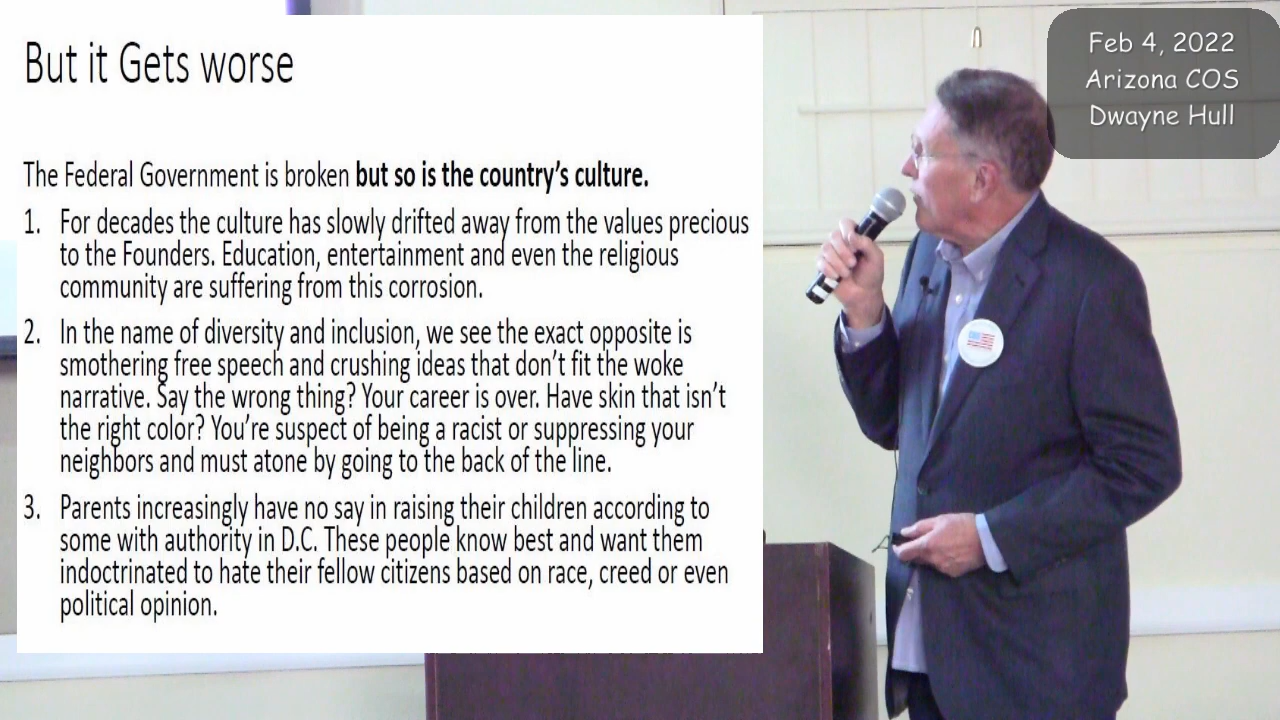 But it Gets worse
The Federal Government is broken but so is the country's culture.
1. For decades the culture has slowly drifted away from the values precious
to the Founders. Education, entertainment and even the religious
community are suffering from this corrosion.
2. In the name of diversity and inclusion, we see the exact opposite is
smothering free speech and crushing ideas that don't fit the woke
narrative. Say the wrong thing? Your career is over. Have skin that isn't
the right color? You're suspect of being a racist or suppressing your
neighbors and must atone by going to the back of the line.
3. Parents increasingly have no say in raising their children according to
some with authority in D.C. These people know best and want them
indoctrinated to hate their fellow citizens based on race, creed or even
political opinion.
Feb 4, 2022
Arizona COS
Dwayne Hull